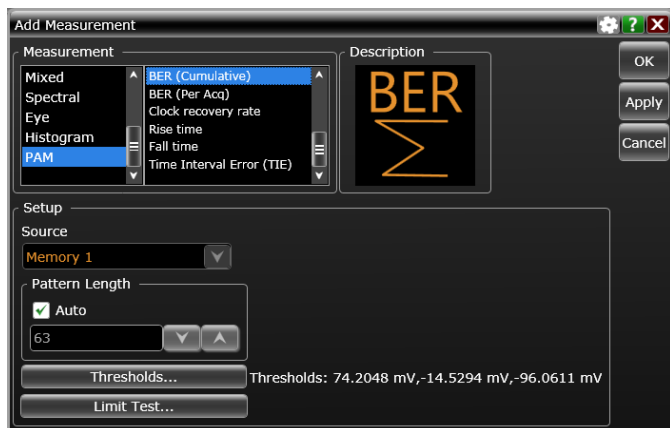 Add Measurement
?
X
Measurement
Mixed
Spectral
Eye
Histogram
PAM
BER (Cumulative)
BER (Per Acq)
Clock recovery rate
Rise time
Fall time
Time Interval Error (TIE)
Description
BER
Σ
OK
Apply
Cancel
Setup
Source
Memory 1
Pattern Length
Auto
63
Thresholds...
Thresholds: 74.2048 mV,-14.5294 mV,-96.0611 mV
Limit Test...